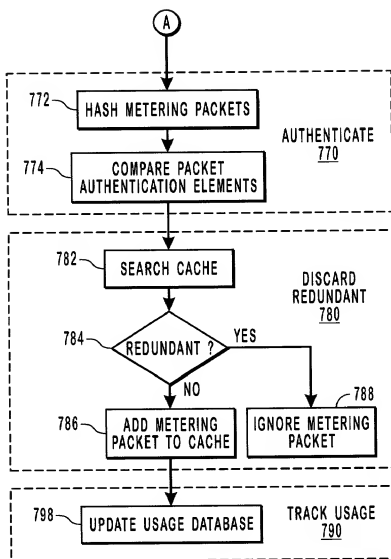 A
772
HASH METERING PACKETS
774
COMPARE PACKET
AUTHENTICATION ELEMENTS
AUTHENTICATE
770
782
SEARCH CACHE
784
REDUNDANT ?
YES
NO
DISCARD
REDUNDANT
780
786
ADD METERING
PACKET TO CACHE
788
IGNORE METERING
PACKET
798
UPDATE USAGE DATABASE
TRACK USAGE
790